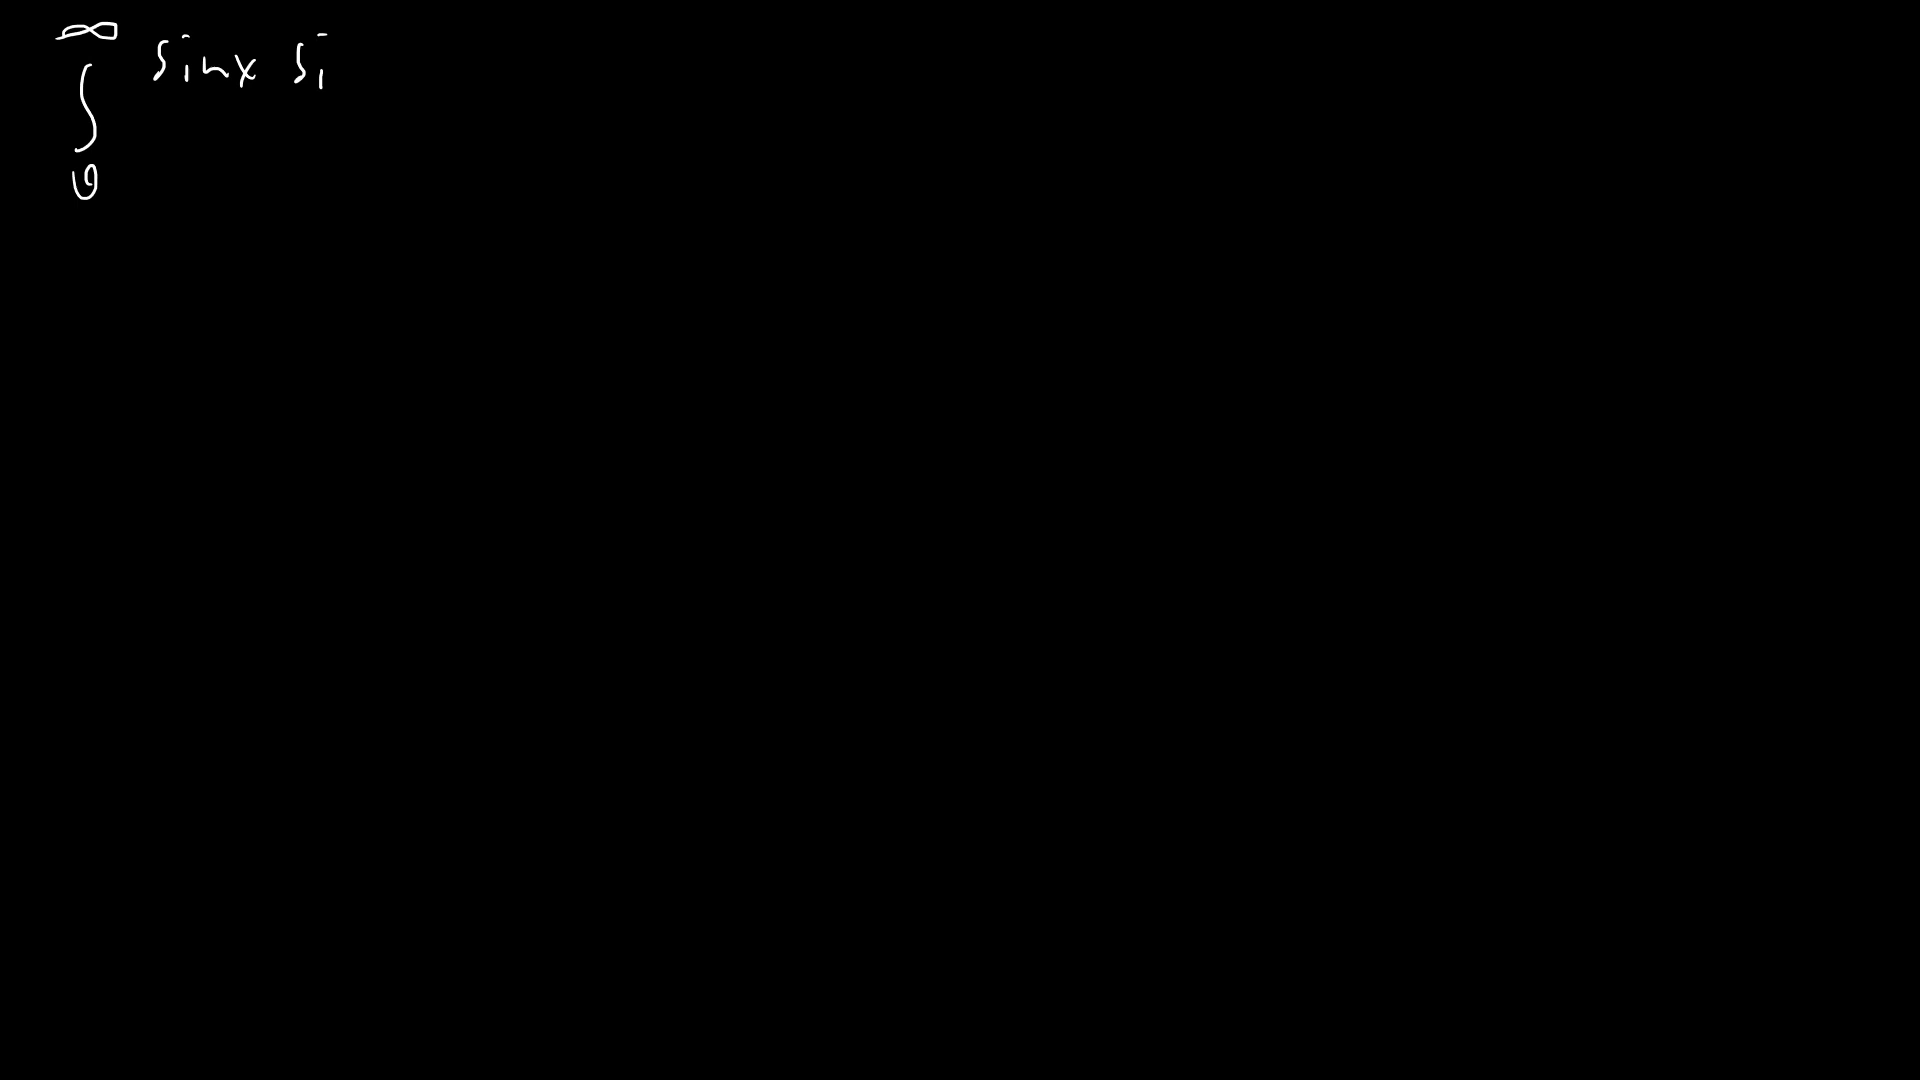 ∞
∫ sinx si
0